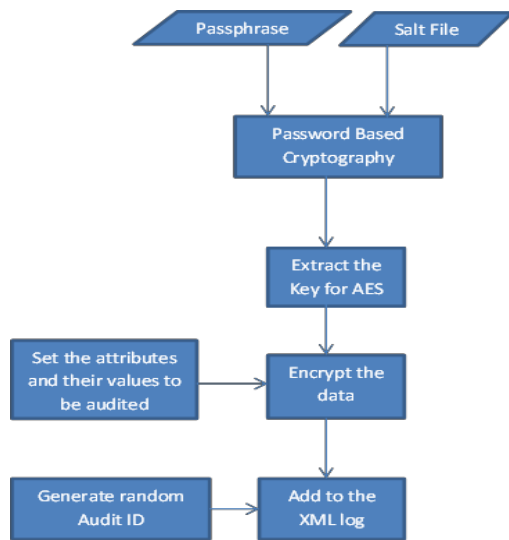 Passphrase
Salt File
Password Based
Cryptography
Extract the
Key for AES
Set the attributes
and their values to
be audited
Encrypt the
data
Generate random
Audit ID
Add to the
XML log